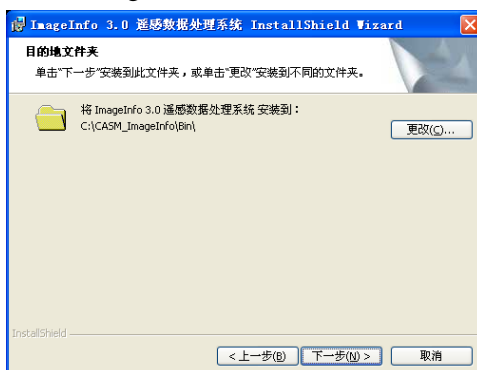 ImageInfo 3.0 遥感数据处理系统 InstallShield Wizard
目的地文件夹
单击“下一步”安装到此文件夹，或单击“更改”安装到不同的文件夹。
将 ImageInfo 3.0 遥感数据处理系统 安装到：
C:\CASM_ImageInfo\Bin\
更改(C)...
InstallShield
< 上一步(B)
下一步(N) >
取消